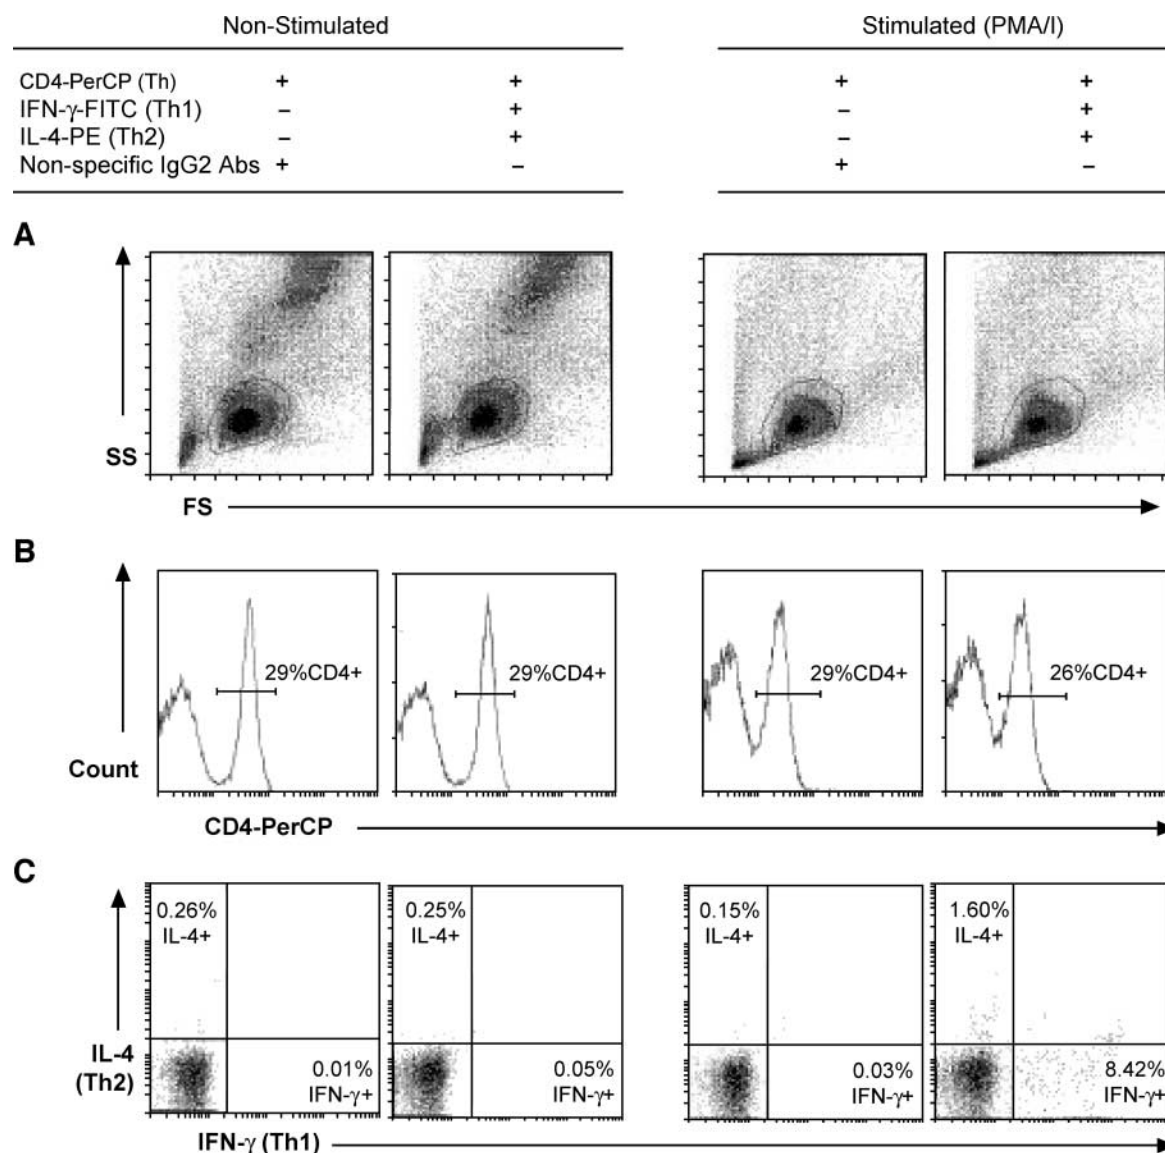 Non-Stimulated Stimulated (PMA/I)
CD4-PerCP (Th) + + + +
IFN-γ-FITC (Th1) – + – +
IL-4-PE (Th2) – + – +
Non-specific IgG2 Abs + – + –
A
SS
FS
B
29%CD4+ 29%CD4+ 29%CD4+ 26%CD4+
Count
CD4-PerCP
C
0.26% 0.25% 0.15% 1.60%
IL-4+ IL-4+ IL-4+ IL-4+
IL-4
(Th2)
0.01% 0.05% 0.03% 8.42%
IFN-γ+ IFN-γ+ IFN-γ+ IFN-γ+
IFN-γ (Th1)